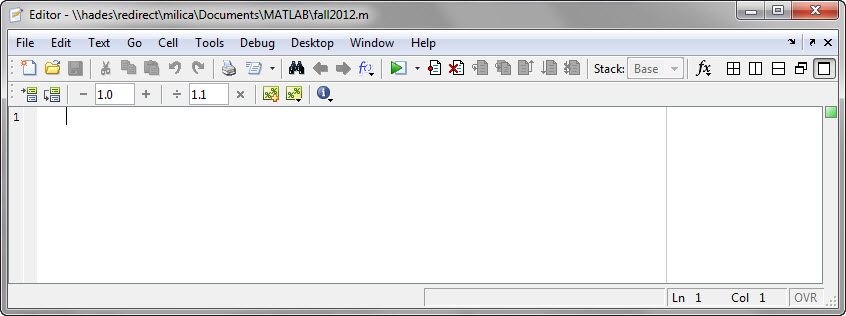 Editor - \\hades\redirect\milica\Documents\MATLAB\fall2012.m
File Edit Text Go Cell Tools Debug Desktop Window Help
Stack: Base fx
1.0 1.1
1
Ln 1 Col 1 OVR